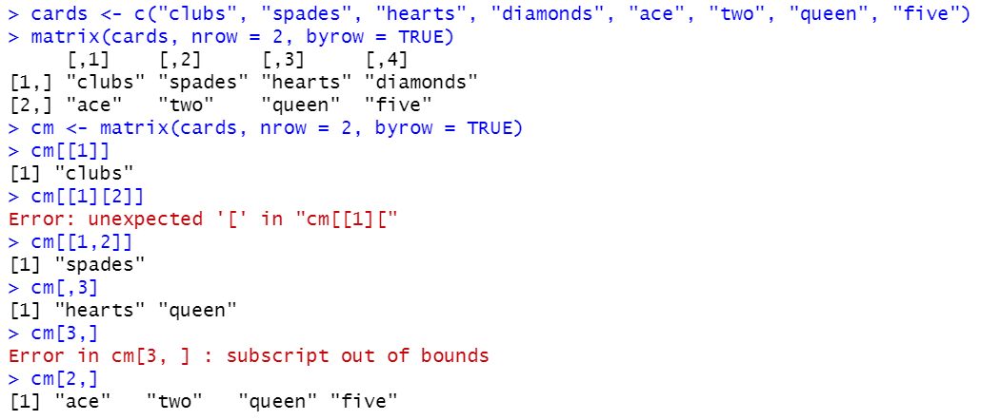 > cards <- c("clubs", "spades", "hearts", "diamonds", "ace", "two", "queen", "five")
> matrix(cards, nrow = 2, byrow = TRUE)
     [,1]    [,2]     [,3]     [,4]
[1,] "clubs" "spades" "hearts" "diamonds"
[2,] "ace"   "two"    "queen"  "five"
> cm <- matrix(cards, nrow = 2, byrow = TRUE)
> cm[[1]]
[1] "clubs"
> cm[[1][2]]
Error: unexpected '[' in "cm[[1]["
> cm[[1,2]]
[1] "spades"
> cm[,3]
[1] "hearts" "queen"
> cm[3,]
Error in cm[3, ] : subscript out of bounds
> cm[2,]
[1] "ace"   "two"   "queen" "five"